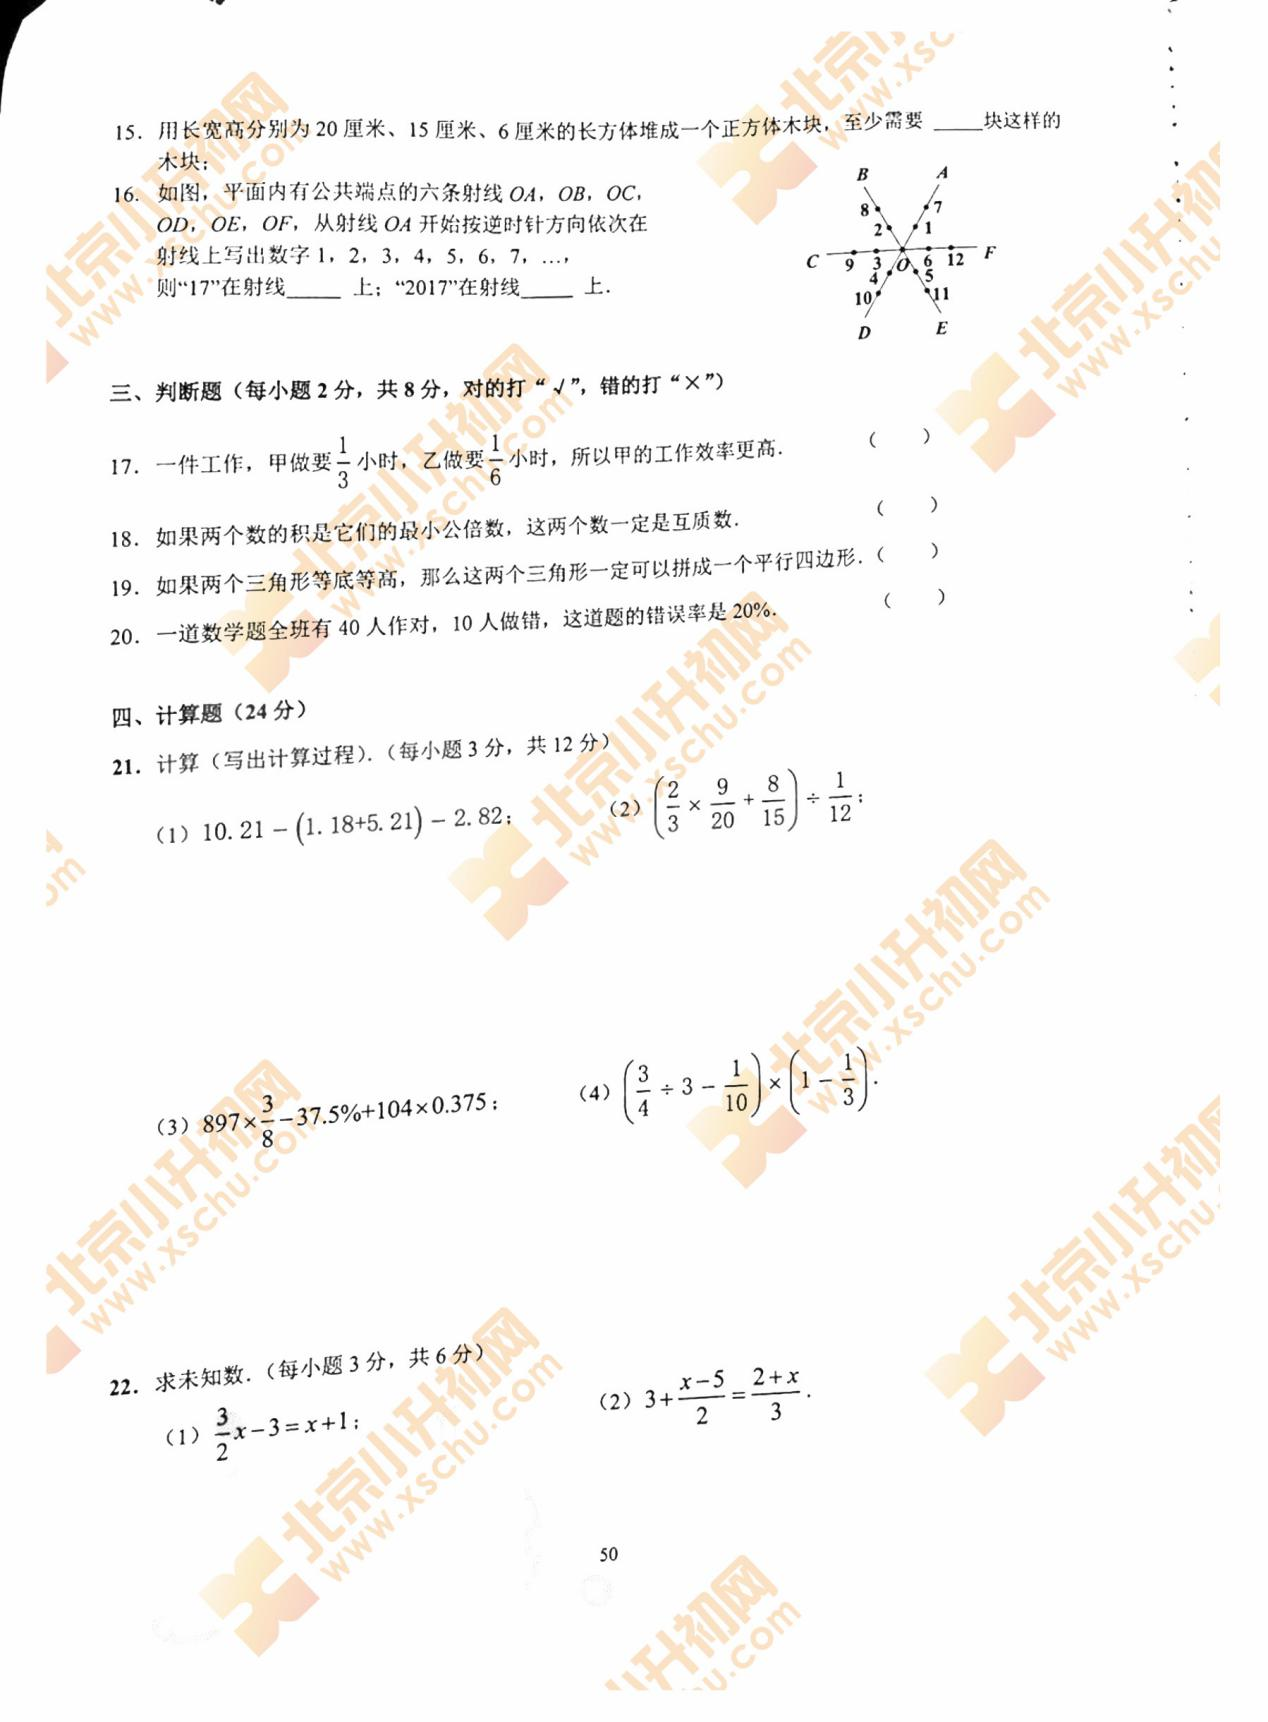 15. 用长宽高分别为 20 厘米、15 厘米、6 厘米的长方体堆成一个正方体木块，至少需要 ____块这样的
木块；
16. 如图，平面内有公共端点的六条射线 OA，OB，OC，
OD，OE，OF，从射线 OA 开始按逆时针方向依次在
射线上写出数字 1，2，3，4，5，6，7，…，
则“17”在射线____ 上；“2017”在射线____ 上.
B A
8 7
2 1
C 9 3 O 6 12 F
4 5
10 11
D E
三、判断题（每小题 2 分，共 8 分，对的打“√”，错的打“×”）
17. 一件工作，甲做要 1/3 小时，乙做要 1/6 小时，所以甲的工作效率更高. （ ）
18. 如果两个数的积是它们的最小公倍数，这两个数一定是互质数. （ ）
19. 如果两个三角形等底等高，那么这两个三角形一定可以拼成一个平行四边形.（ ）
20. 一道数学题全班有 40 人作对，10 人做错，这道题的错误率是 20%. （ ）
四、计算题（24 分）
21. 计算（写出计算过程）.（每小题 3 分，共 12 分）
（1）10.21 − (1.18+5.21) − 2.82； （2）(2/3 × 9/20 + 8/15) ÷ 1/12；
（3）897×3/8−37.5%+104×0.375； （4）(3/4 ÷ 3 − 1/10) × (1 − 1/3).
22. 求未知数.（每小题 3 分，共 6 分）
（1）3/2 x−3=x+1； （2）3+ (x−5)/2 = (2+x)/3 .
50
北京小升初网
www.xschu.com